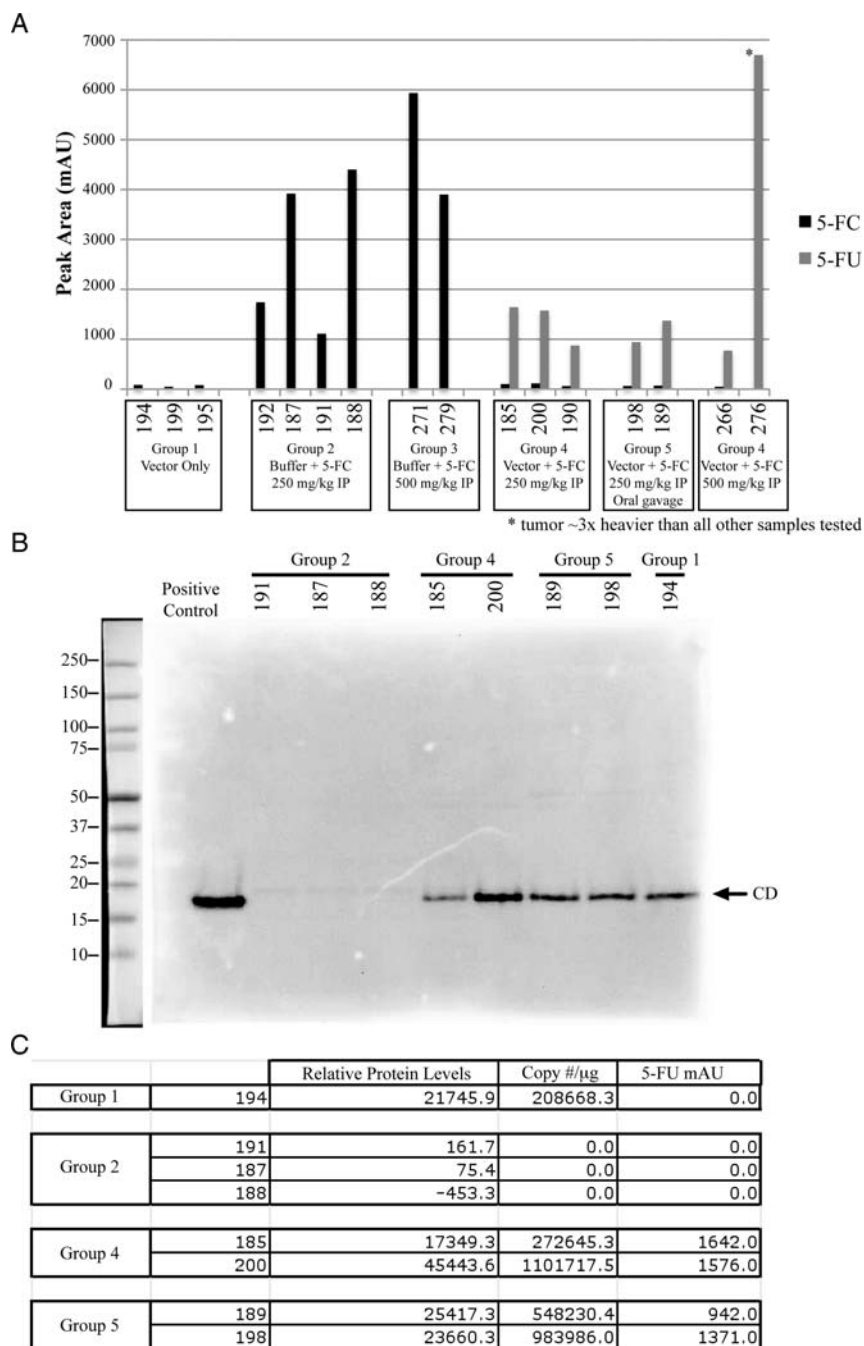 A
7000
6000
5000
4000
3000
2000
1000
0
Peak Area (mAU)
*
5-FC
5-FU
194 199 195 192 187 191 188 271 279 185 200 190 198 189 266 276
Group 1
Vector Only
Group 2
Buffer + 5-FC
250 mg/kg IP
Group 3
Buffer + 5-FC
500 mg/kg IP
Group 4
Vector + 5-FC
250 mg/kg IP
Group 5
Vector + 5-FC
250 mg/kg IP
Oral gavage
Group 4
Vector + 5-FC
500 mg/kg IP
* tumor ~3x heavier than all other samples tested
B
Positive
Control
Group 2 Group 4 Group 5 Group 1
191 187 188 185 200 189 198 194
250
150
100
75
50
37
25
20
15
10
CD
C
Relative Protein Levels Copy #/μg 5-FU mAU
Group 1 194 21745.9 208668.3 0.0
Group 2
191 161.7 0.0 0.0
187 75.4 0.0 0.0
188 -453.3 0.0 0.0
Group 4
185 17349.3 272645.3 1642.0
200 45443.6 1101717.5 1576.0
Group 5
189 25417.3 548230.4 942.0
198 23660.3 983986.0 1371.0